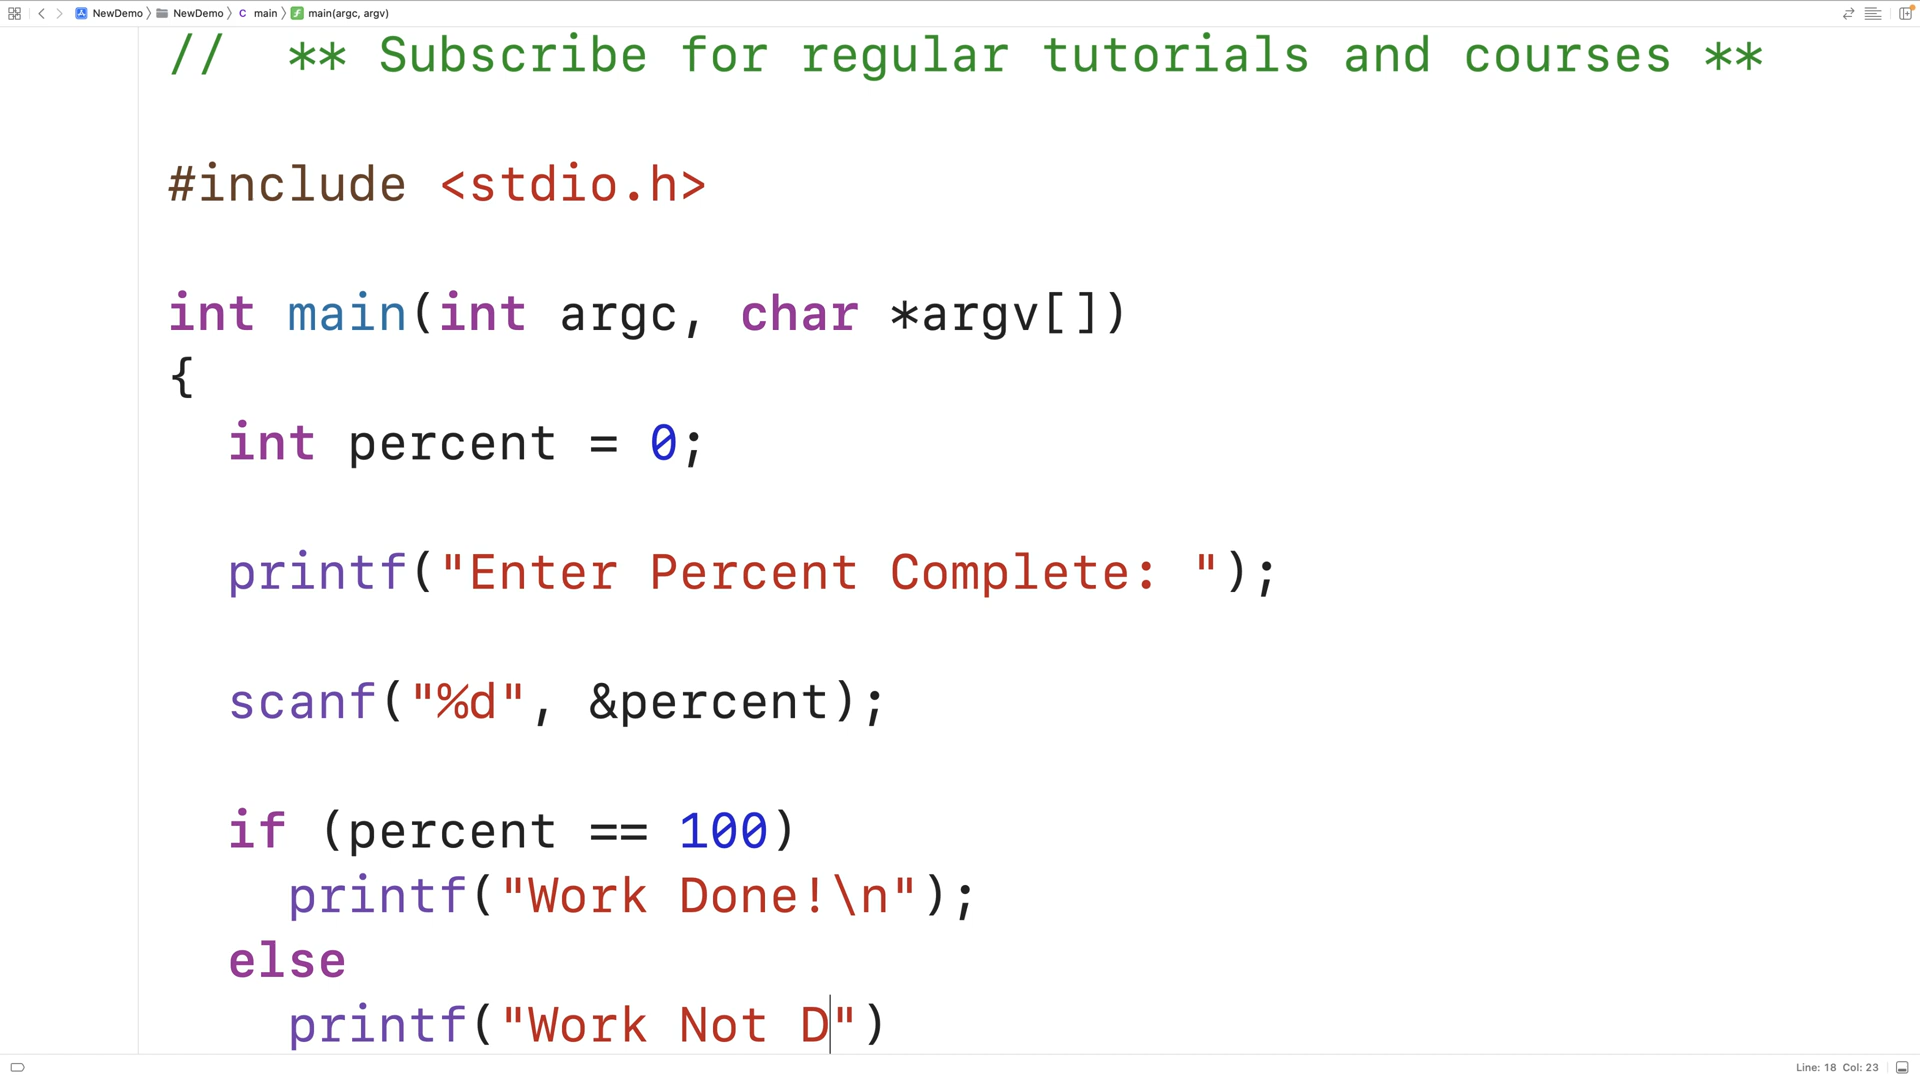 NewDemo NewDemo C main f main(argc, argv)
//  ** Subscribe for regular tutorials and courses **
#include <stdio.h>
int main(int argc, char *argv[])
{
  int percent = 0;
  printf("Enter Percent Complete: ");
  scanf("%d", &percent);
  if (percent == 100)
    printf("Work Done!\n");
  else
    printf("Work Not D")
Line: 18 Col: 23